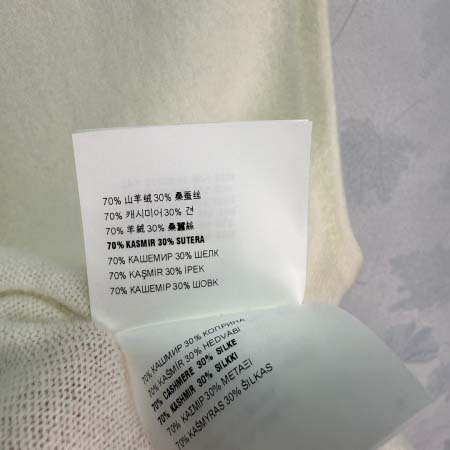 70% 山羊绒 30% 桑蚕丝
70% 캐시미어 30% 견
70% 羊絨 30% 桑蠶絲
70% KASMIR 30% SUTERA
70% КАШЕМИР 30% ШЕЛК
70% KAŞMİR 30% İPEK
70% КАШЕМІР 30% ШОВК
70% КАШМИР 30% КОПРИНА
70% KAŠMÍR 30% HEDVÁBÍ
70% CASHMERE 30% SILKE
70% KASHMIR 30% SILKKI
70% ΚΑΣΜΙΡ 30% ΜΕΤΑΞΙ
70% KAŠMYRAS 30% ŠILKAS